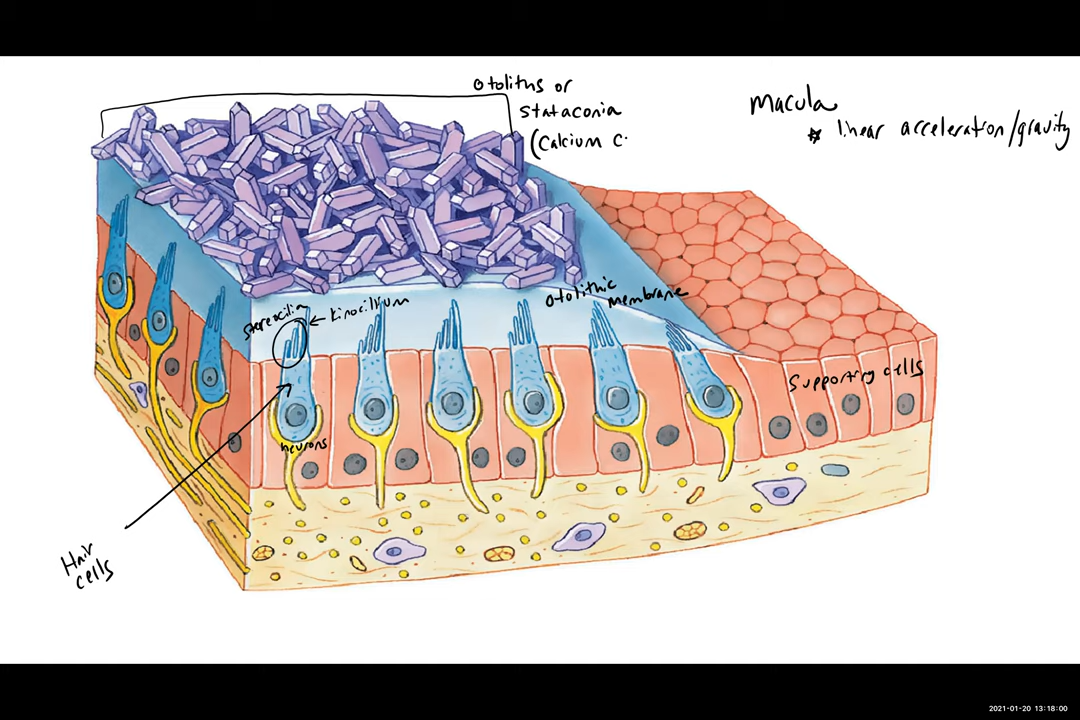 otoliths or
stataconia
(Calcium C
macula
* linear acceleration/gravity
stereocilia
← kinocilium
otolithic
membrane
supporting cells
neurons
Hair
cells
2021-01-20 13:18:00